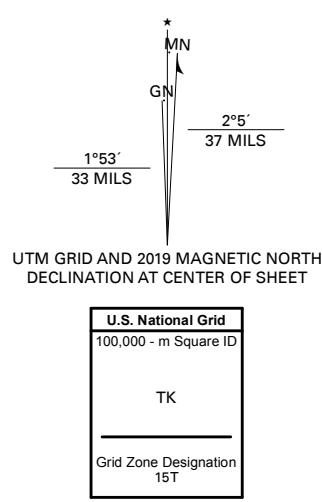 ★
MN
GN
2°5´
37 MILS
1°53´
33 MILS
UTM GRID AND 2019 MAGNETIC NORTH
DECLINATION AT CENTER OF SHEET
U.S. National Grid
100,000 - m Square ID
TK
Grid Zone Designation
15T